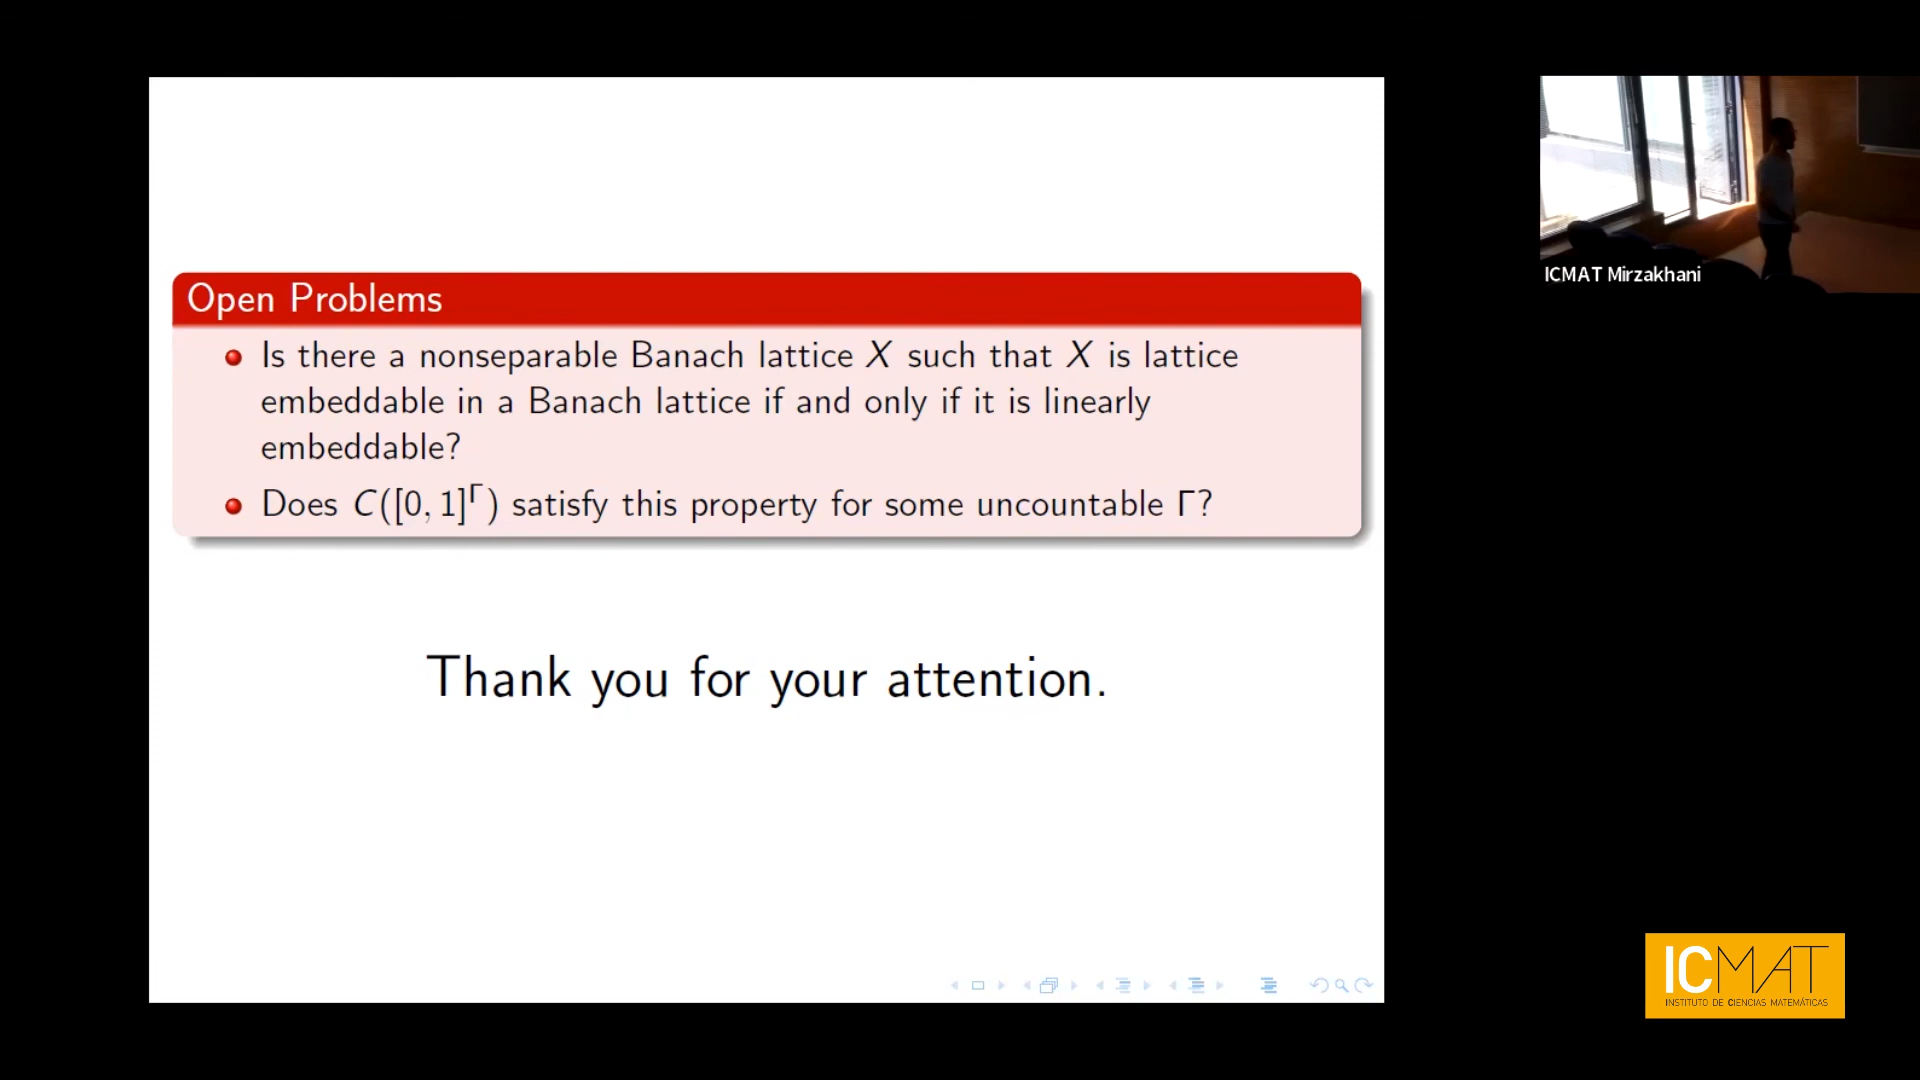 Open Problems
Is there a nonseparable Banach lattice X such that X is lattice
embeddable in a Banach lattice if and only if it is linearly
embeddable?
Does C([0, 1]^Γ) satisfy this property for some uncountable Γ?
Thank you for your attention.
ICMAT Mirzakhani
ICMAT
INSTITUTO DE CIENCIAS MATEMÁTICAS